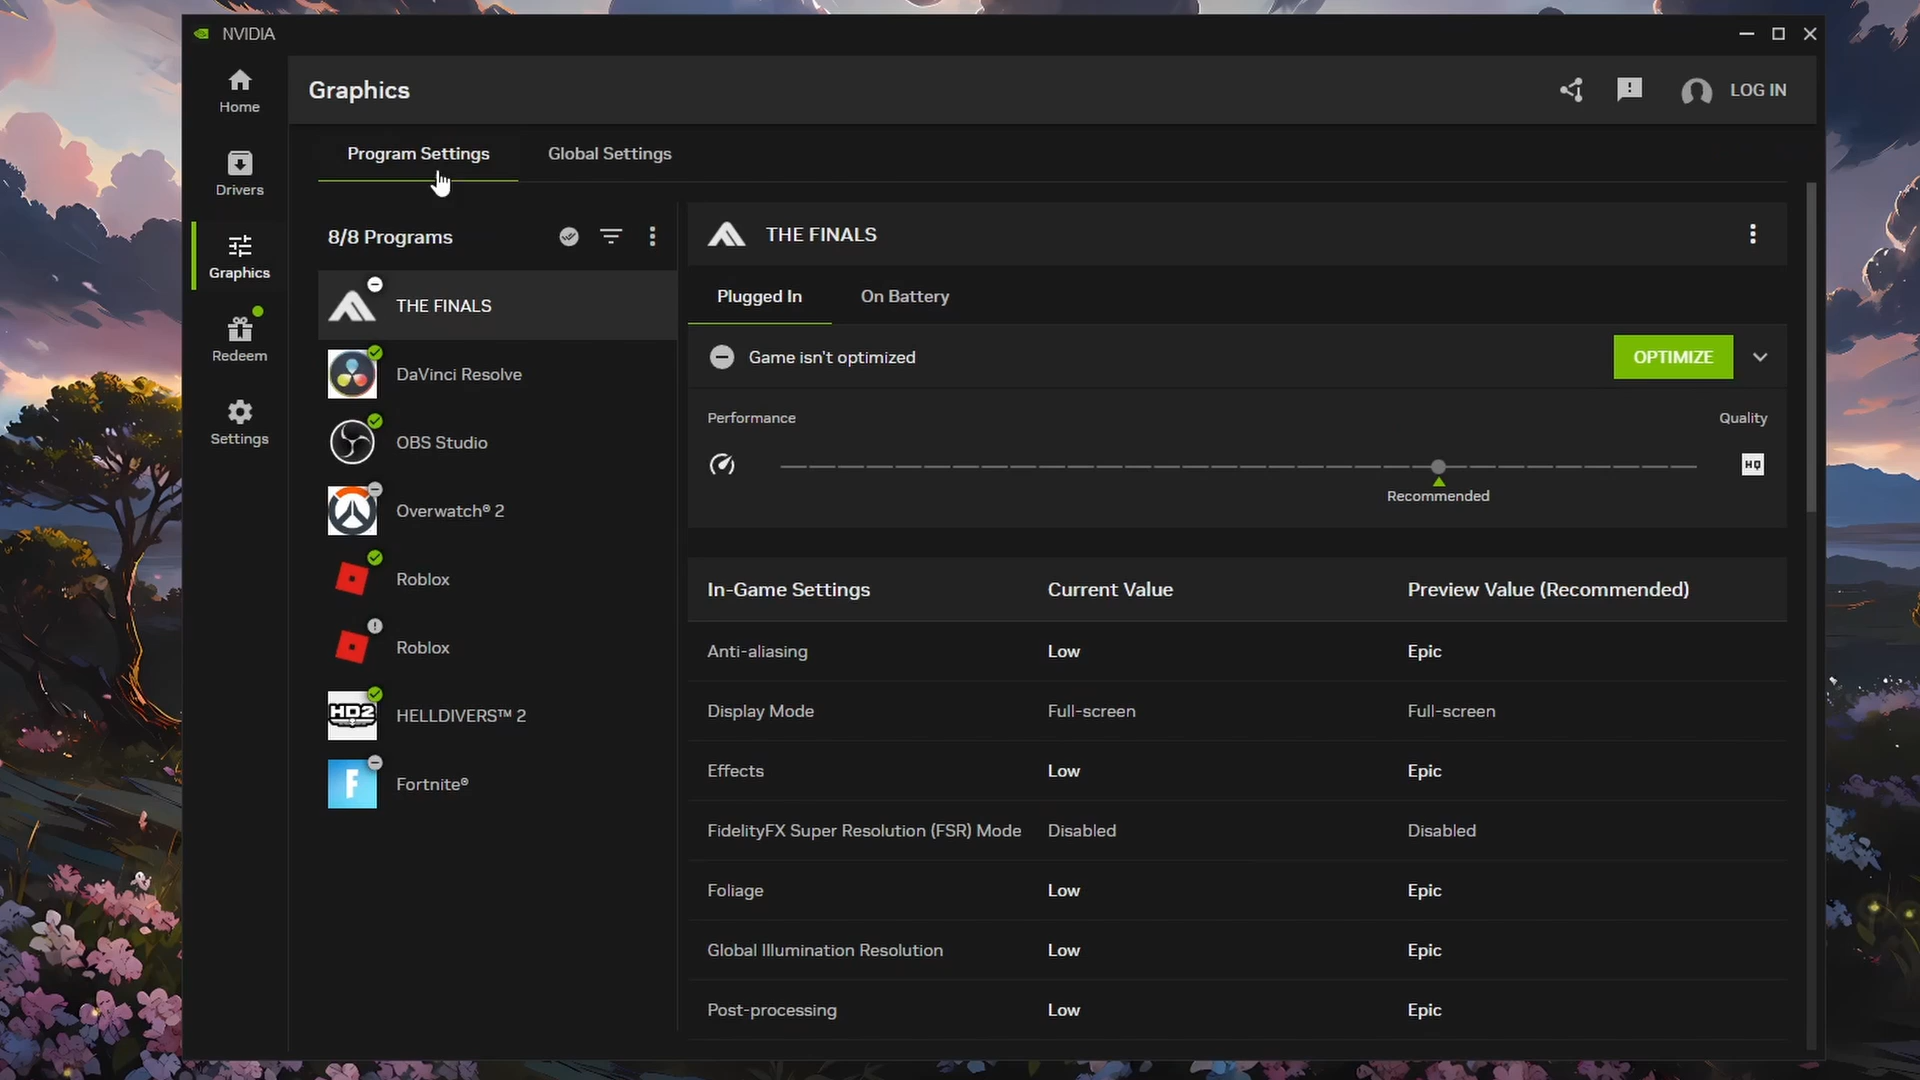 NVIDIA
Home
Drivers
Graphics
Redeem
Settings
Graphics
LOG IN
Program Settings
Global Settings
8/8 Programs
THE FINALS
DaVinci Resolve
OBS Studio
Overwatch® 2
Roblox
Roblox
HD2
HELLDIVERS™ 2
F
Fortnite®
THE FINALS
Plugged In
On Battery
Game isn't optimized
OPTIMIZE
Performance
Quality
HQ
Recommended
In-Game Settings Current Value Preview Value (Recommended)
Anti-aliasing Low Epic
Display Mode Full-screen Full-screen
Effects Low Epic
FidelityFX Super Resolution (FSR) Mode Disabled Disabled
Foliage Low Epic
Global Illumination Resolution Low Epic
Post-processing Low Epic